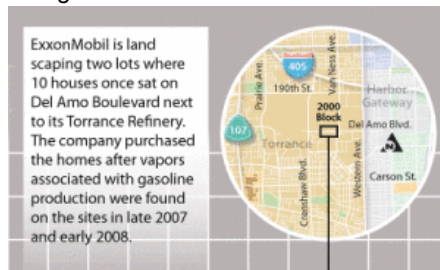 ExxonMobil is land
scaping two lots where
10 houses once sat on
Del Amo Boulevard next
to its Torrance Refinery.
The company purchased
the homes after vapors
associated with gasoline
production were found
on the sites in late 2007
and early 2008.
Prairie Ave.
405
Van Ness Ave.
190th St.
Harbor
Gateway
2000
Block
107
Del Amo Blvd.
Torrance
N
Crenshaw Blvd.
Western Ave.
Carson St.